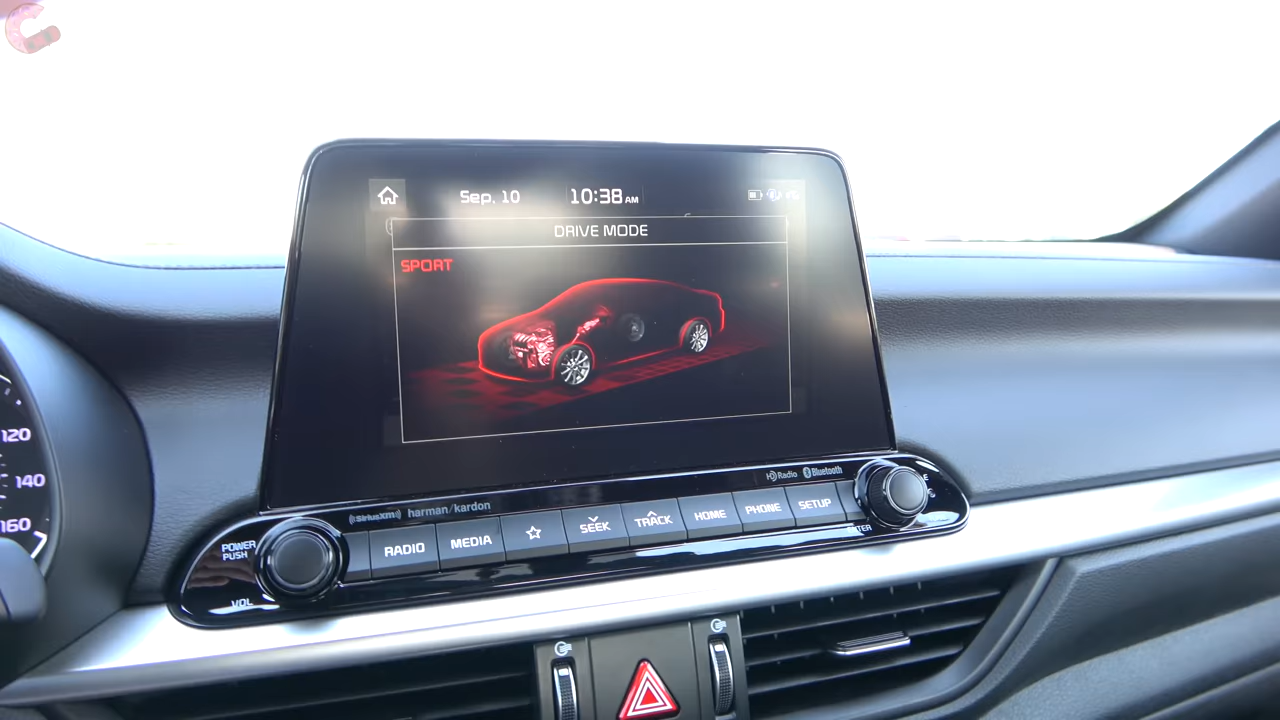 Sep. 10
10:38 AM
DRIVE MODE
SPORT
120
140
160
HD Radio
Bluetooth
SiriusXM
harman/kardon
POWER
PUSH
VOL
RADIO
MEDIA
SEEK
TRACK
HOME
PHONE
SETUP